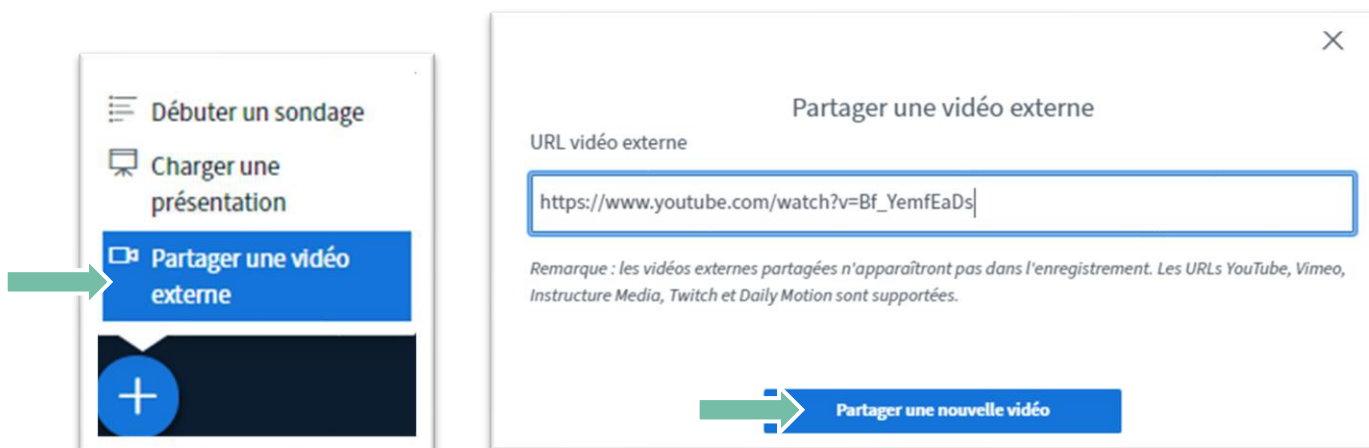 Débuter un sondage
Charger une
présentation
Partager une vidéo
externe
Partager une vidéo externe
URL vidéo externe
https://www.youtube.com/watch?v=Bf_YemfEaDs
Remarque : les vidéos externes partagées n'apparaîtront pas dans l'enregistrement. Les URLs YouTube, Vimeo,
Instructure Media, Twitch et Daily Motion sont supportées.
Partager une nouvelle vidéo